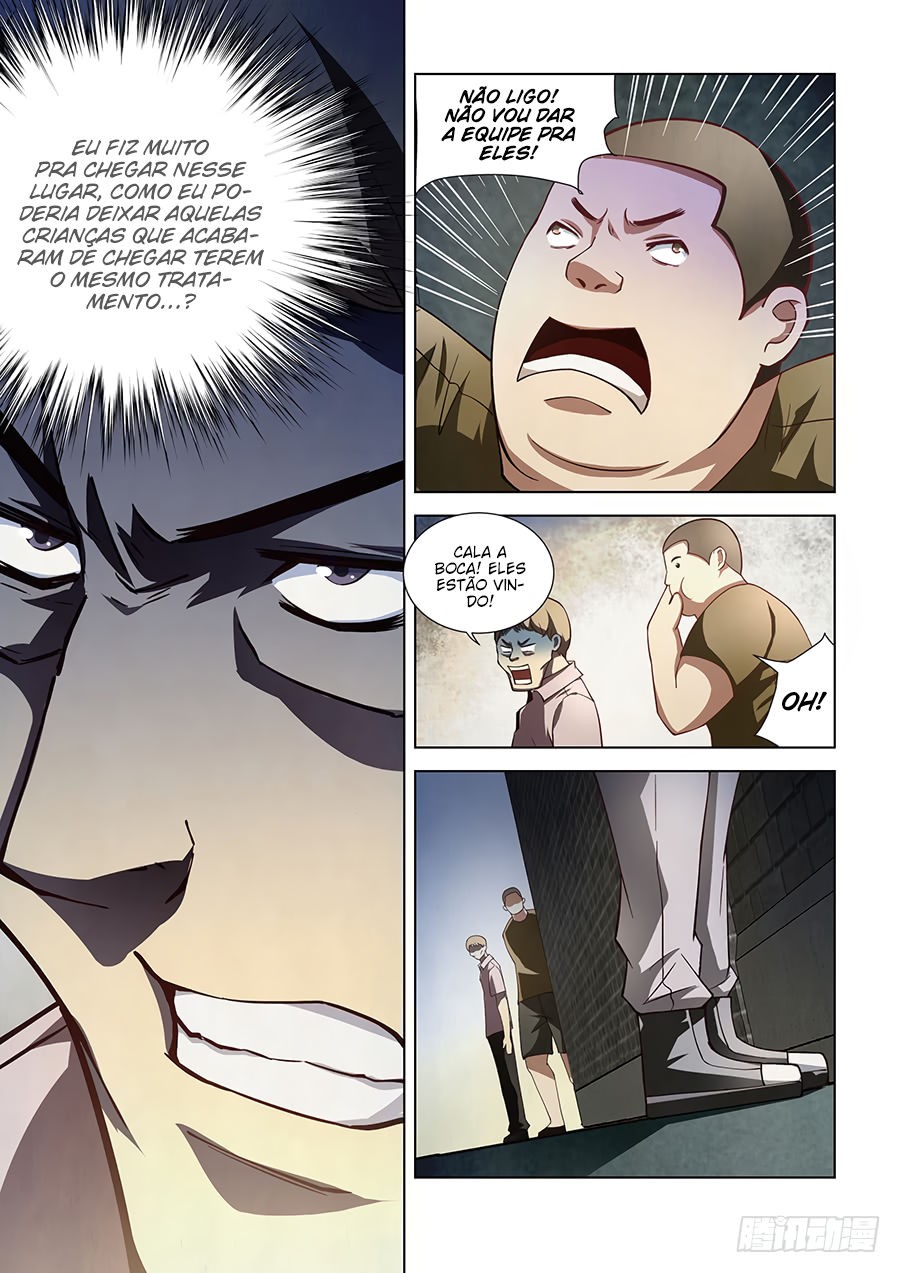 EU FIZ MUITO
PRA CHEGAR NESSE
LUGAR, COMO EU PO-
DERIA DEIXAR AQUELAS
CRIANÇAS QUE ACABA-
RAM DE CHEGAR TEREM
O MESMO TRATA-
MENTO...?
NÃO LIGO!
NÃO VOU DAR
A EQUIPE PRA
ELES!
CALA A
BOCA! ELES
ESTÃO VIN-
DO!
OH!
腾讯动漫